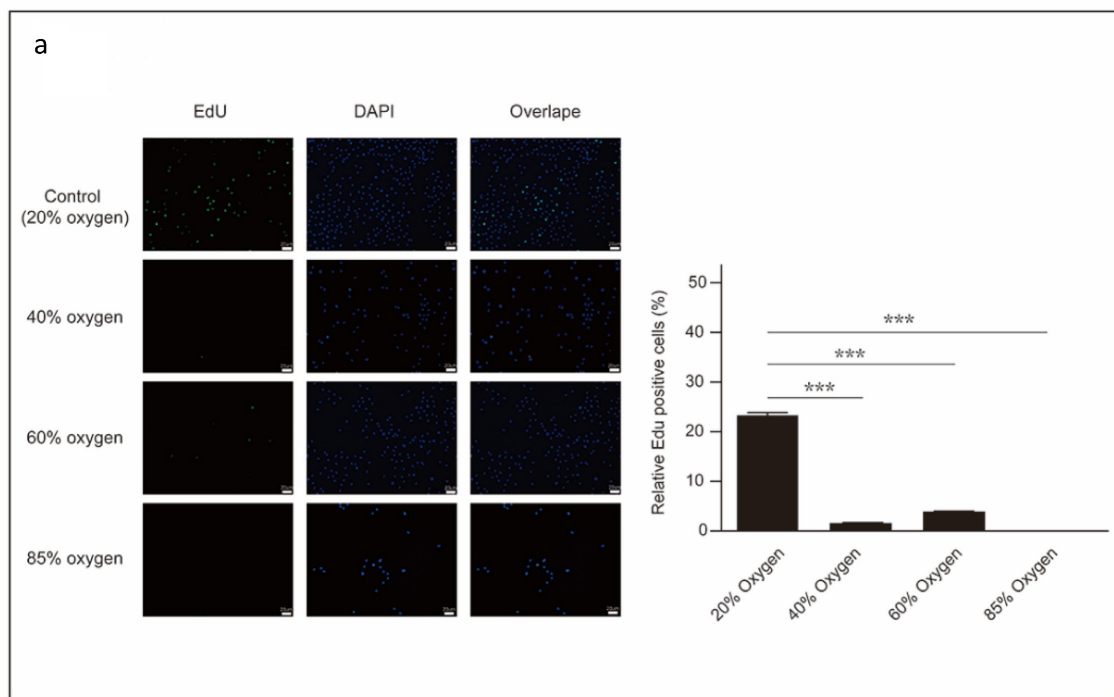 a
EdU
DAPI
Overlape
Control
(20% oxygen)
40% oxygen
60% oxygen
85% oxygen
Relative Edu positive cells (%)
50
40
30
20
10
0
***
***
***
20% Oxygen
40% Oxygen
60% Oxygen
85% Oxygen